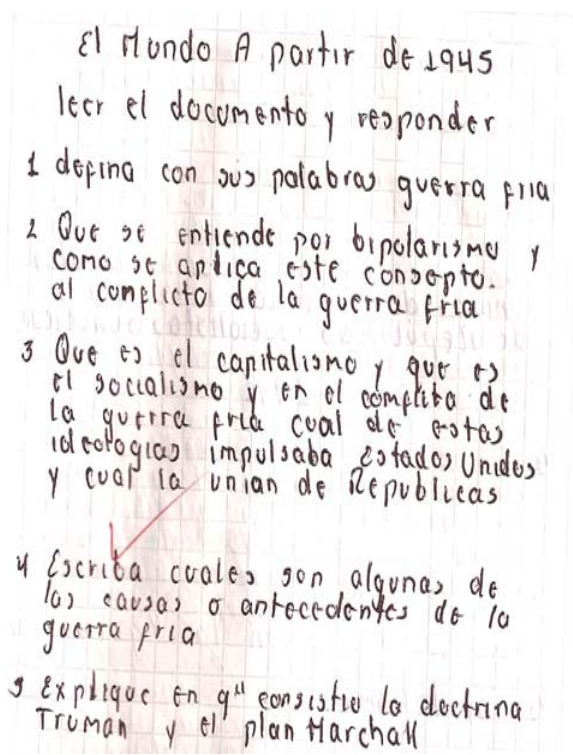 El Mundo A partir de 1945
leer el documento y responder
1 defina con sus palabras guerra fria
2 Que se entiende por bipolarismo y
como se aplica este consepto.
al conflicto de la guerra fria
3 Que es el capitalismo y que es
el socialismo y en el complito de
la guerra fria cual de estas
ideologias impulsaba Estados Unidos
y cual la union de Republicas
4 Escriba cuales son algunas de
las causas o antecedentes de la
guerra fria
5 Explique en q" consistio la doctrina
Truman y el plan Marchall